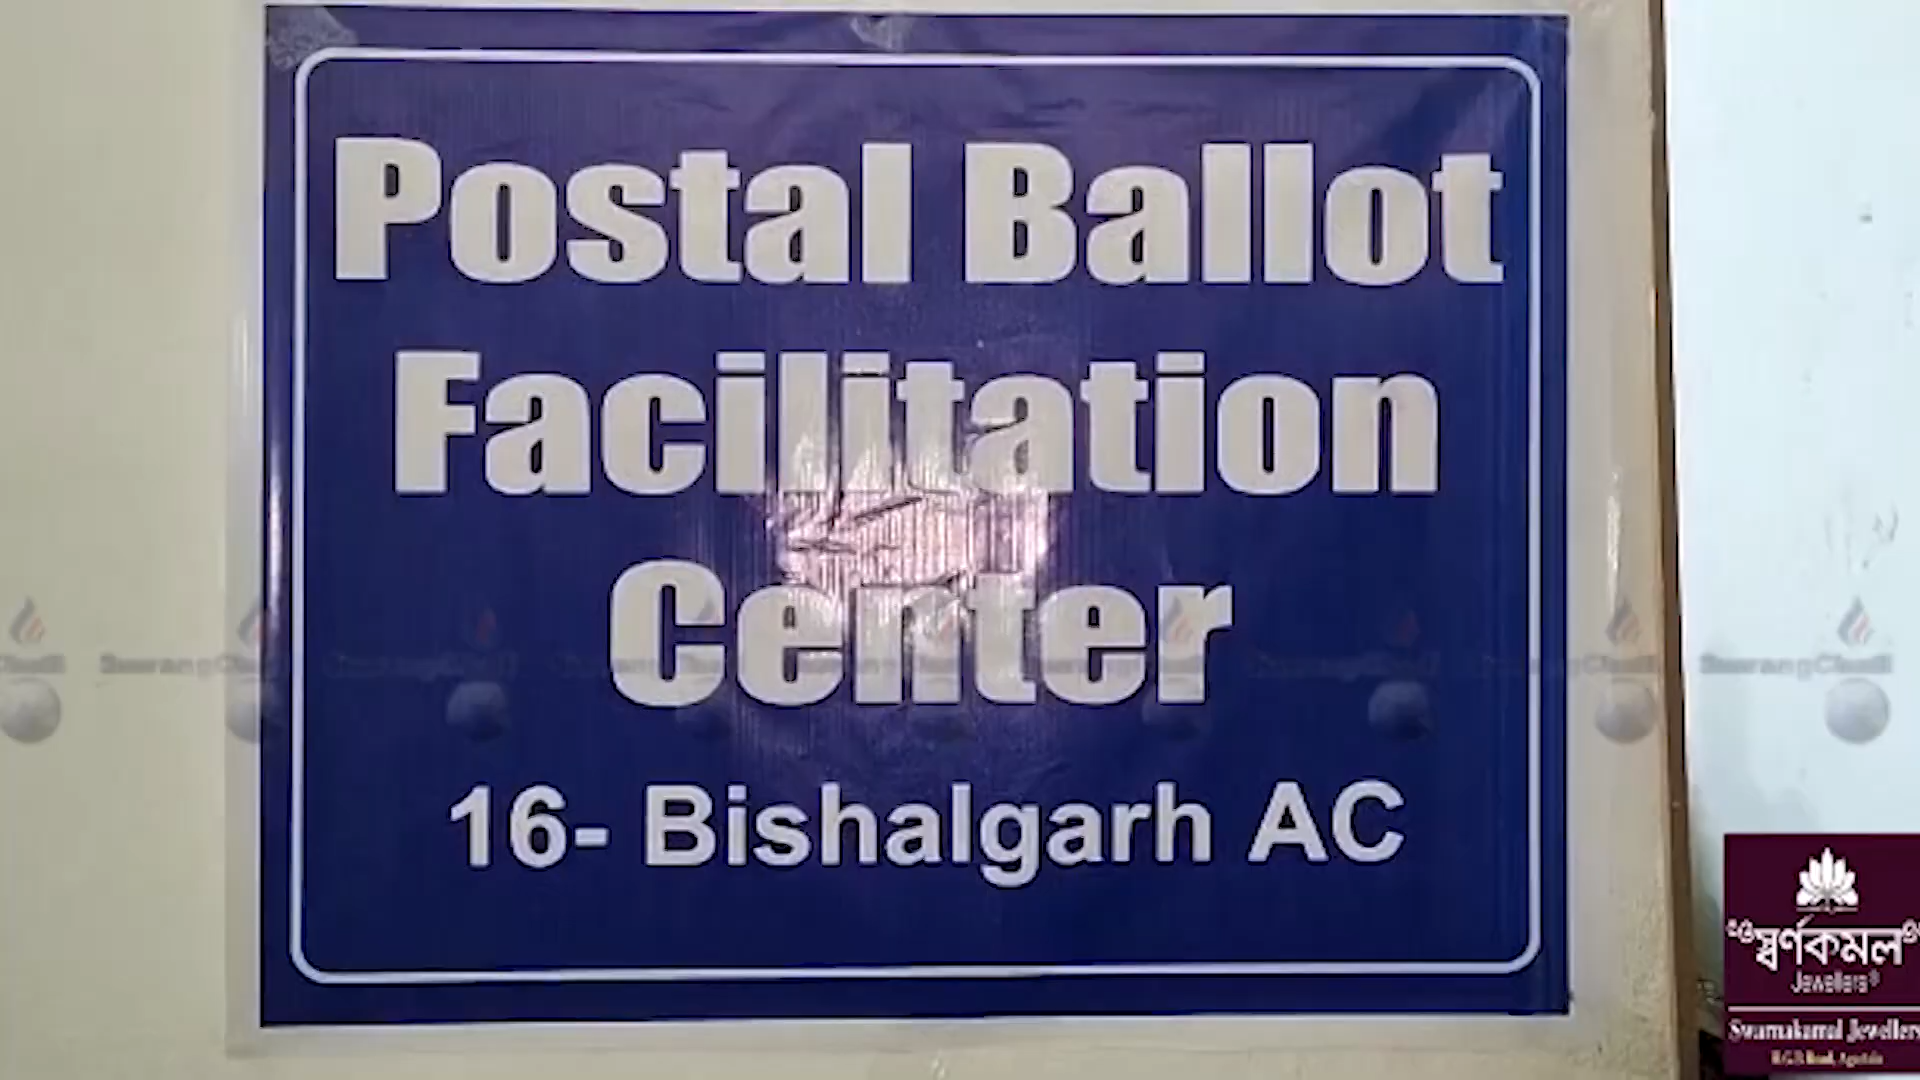 Postal Ballot
Facilitation
Center
16- Bishalgarh AC
স্বর্ণকমল
Jewellers®
Swarnakamal Jewellers